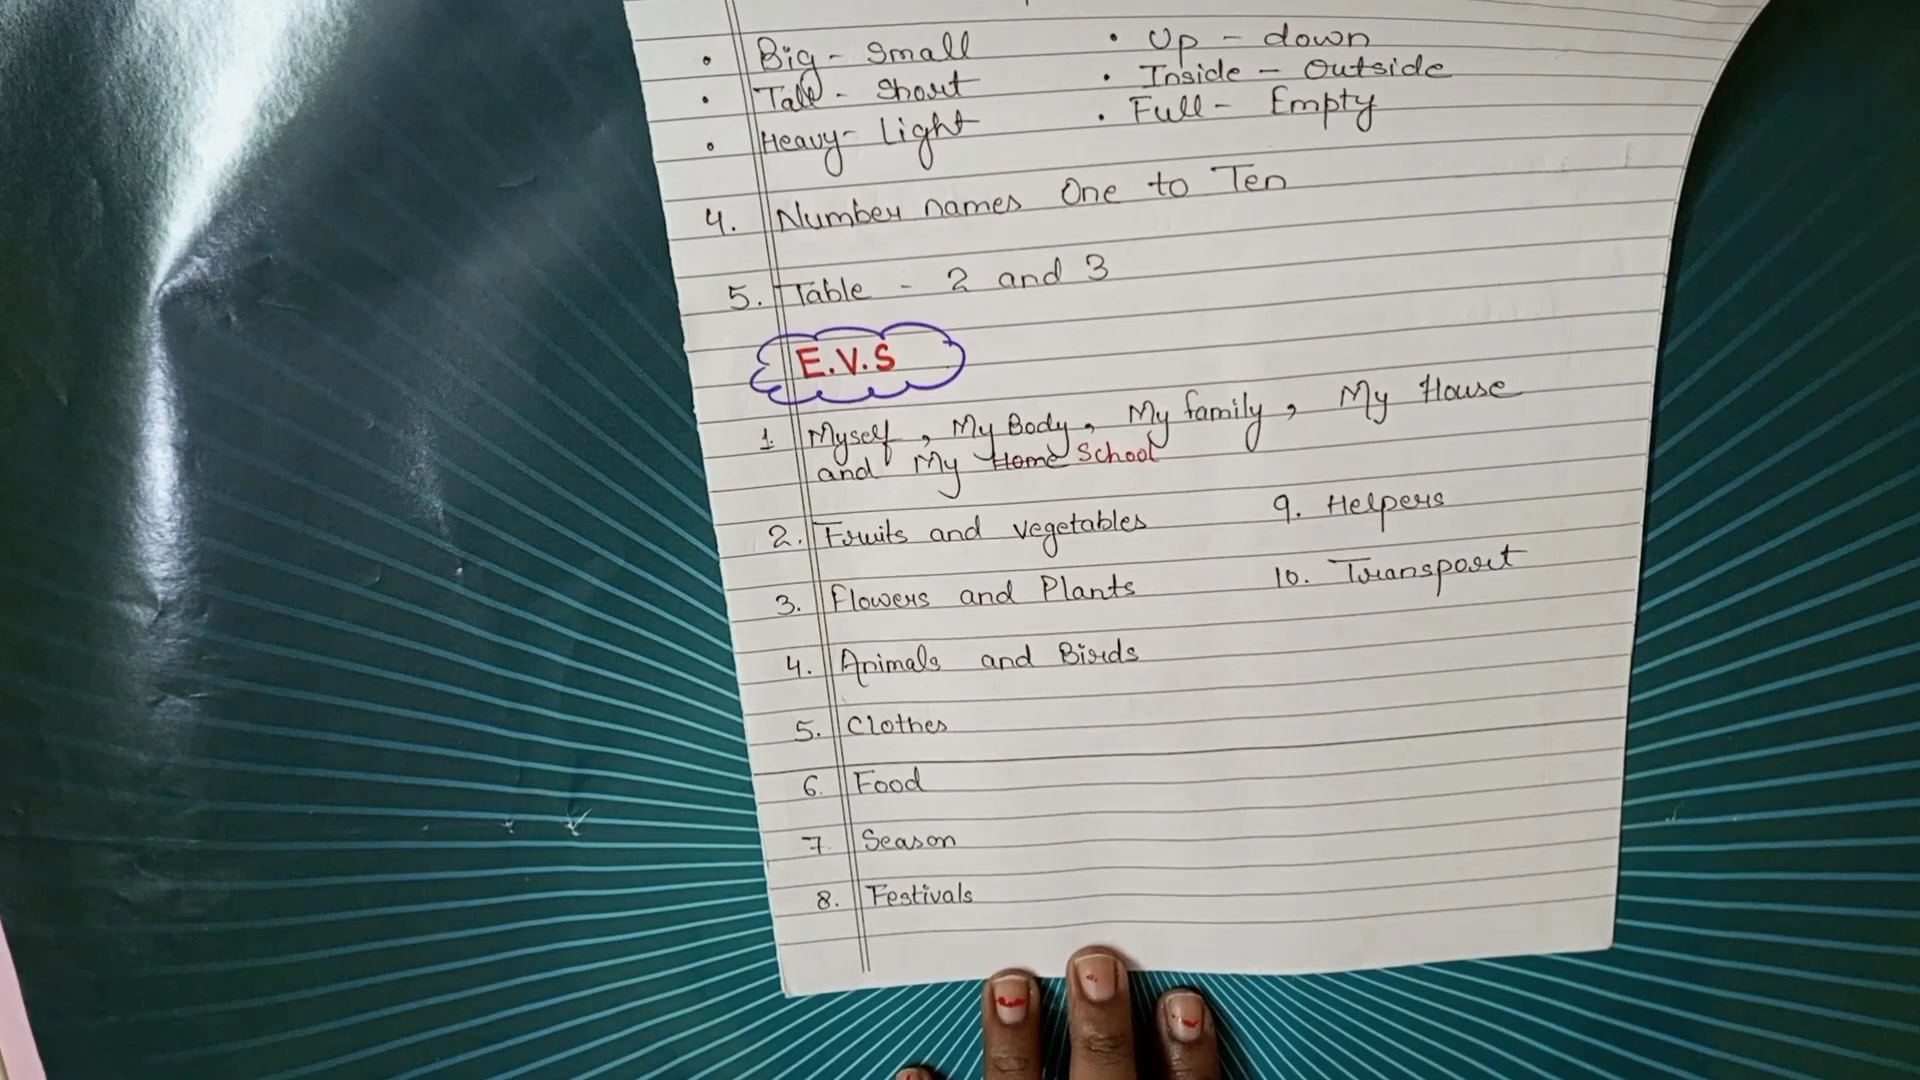 • Big - Small • Up - down
• Tall - Short • Inside - Outside
• Heavy - Light • Full - Empty
4. Number names One to Ten
5. Table - 2 and 3
E.V.S
1. Myself, My Body, My family, My House
and My Home School
2. Fruits and vegetables 9. Helpers
3. Flowers and Plants 10. Transport
4. Animals and Birds
5. Clothes
6. Food
7. Season
8. Festivals